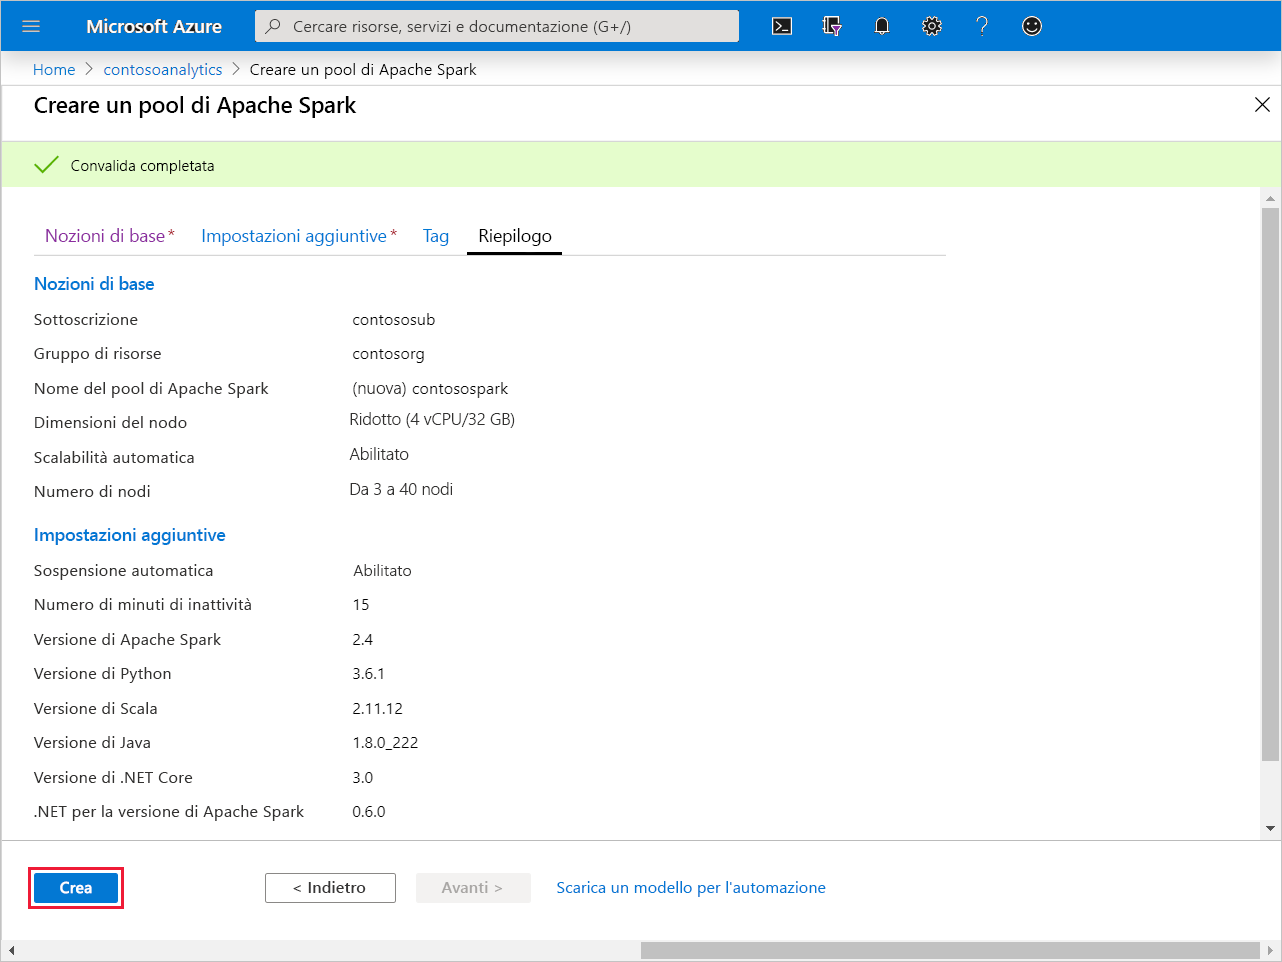 Microsoft Azure
Cercare risorse, servizi e documentazione (G+/)
Home > contosoanalytics > Creare un pool di Apache Spark
Creare un pool di Apache Spark
Convalida completata
Nozioni di base* Impostazioni aggiuntive* Tag Riepilogo
Nozioni di base
Sottoscrizione contososub
Gruppo di risorse contosorg
Nome del pool di Apache Spark (nuova) contosospark
Dimensioni del nodo Ridotto (4 vCPU/32 GB)
Scalabilità automatica Abilitato
Numero di nodi Da 3 a 40 nodi
Impostazioni aggiuntive
Sospensione automatica Abilitato
Numero di minuti di inattività 15
Versione di Apache Spark 2.4
Versione di Python 3.6.1
Versione di Scala 2.11.12
Versione di Java 1.8.0_222
Versione di .NET Core 3.0
.NET per la versione di Apache Spark 0.6.0
Crea < Indietro Avanti > Scarica un modello per l'automazione